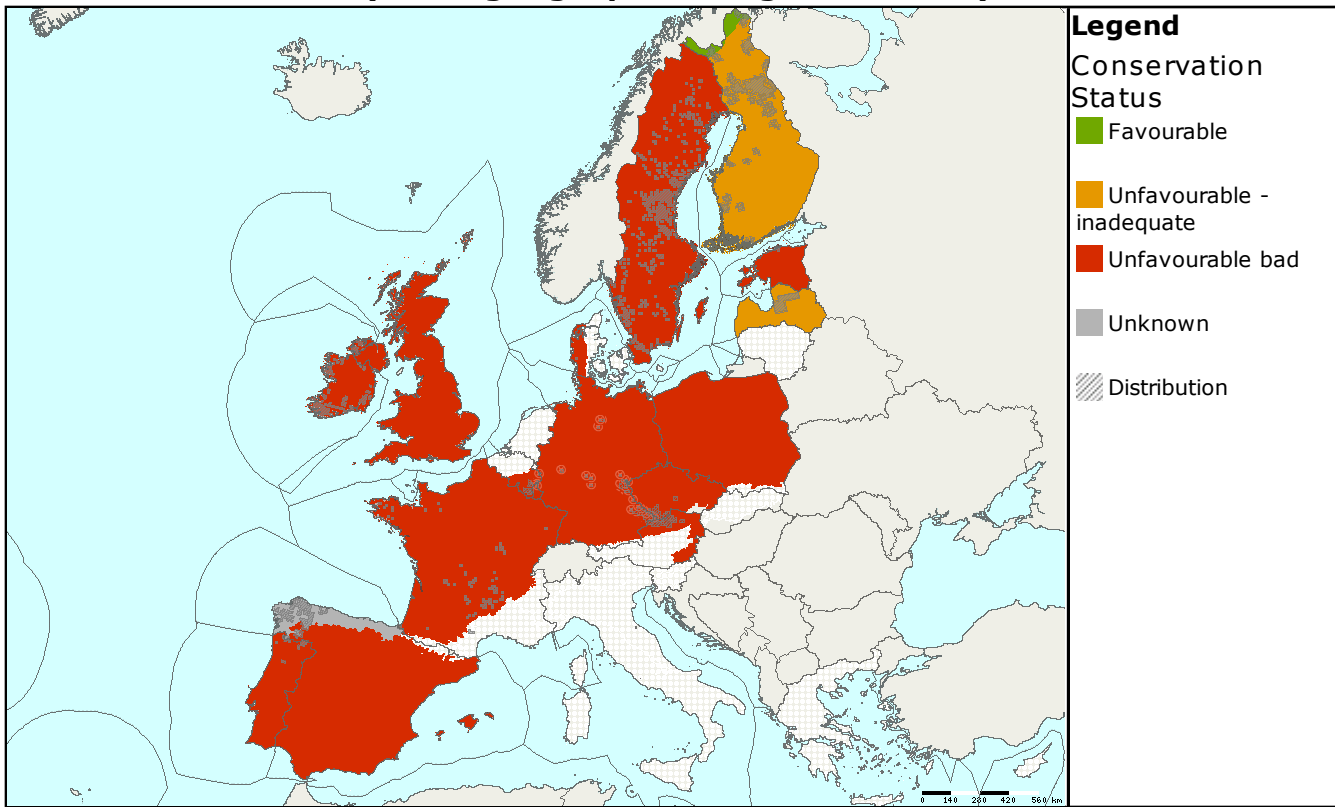 Legend
Conservation
Status
Favourable
Unfavourable -
inadequate
Unfavourable bad
Unknown
Distribution
0 140 280 420 560 km